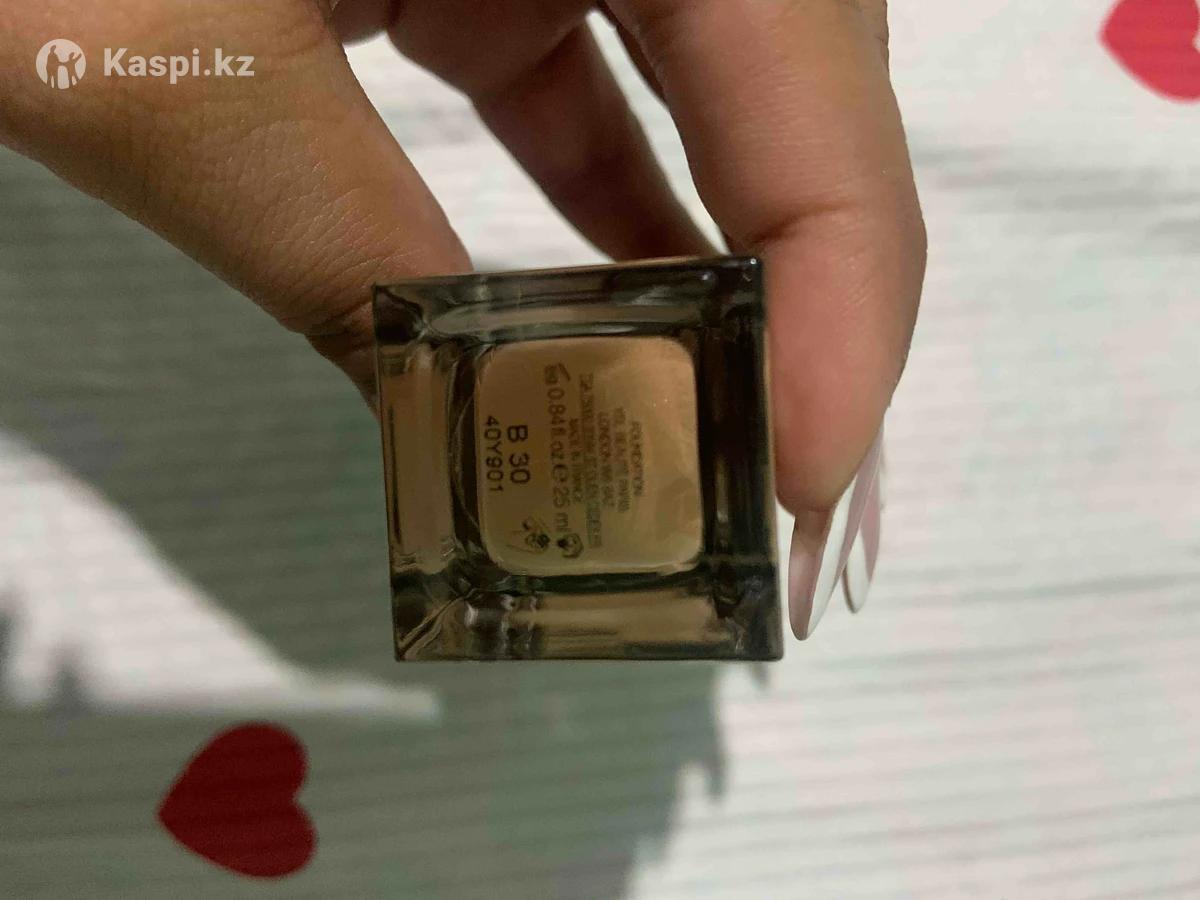 Kaspi.kz
FOUNDATION
YSL BEAUTE PARIS
LONDON W6 8AZ
MADE IN FRANCE
0.84 fl.oz e 25 ml
B 30
40Y901